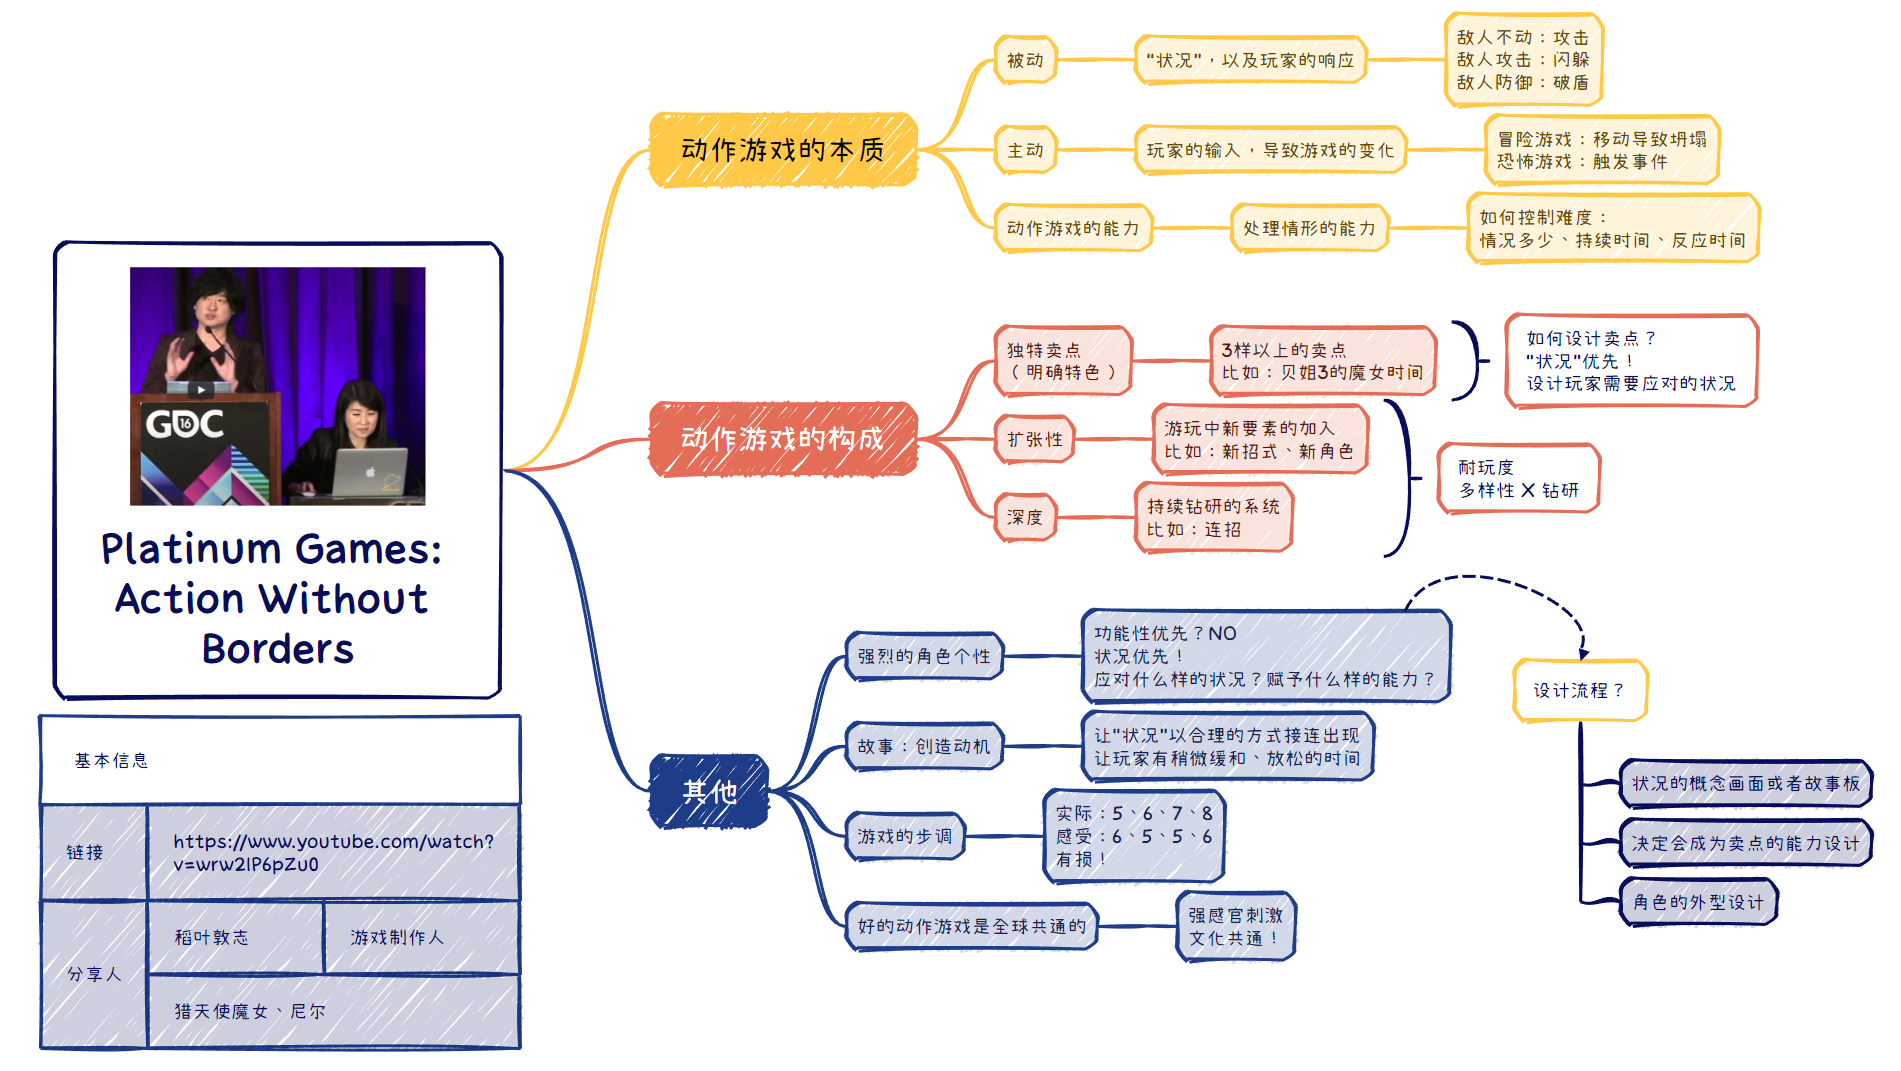 GDC
16
Platinum Games:
Action Without
Borders
基本信息
链接
https://www.youtube.com/watch?
v=wrw2IP6pZu0
分享人
稻叶敦志
游戏制作人
猎天使魔女、尼尔
动作游戏的本质
被动
"状况"，以及玩家的响应
敌人不动：攻击
敌人攻击：闪躲
敌人防御：破盾
主动
玩家的输入，导致游戏的变化
冒险游戏：移动导致坍塌
恐怖游戏：触发事件
动作游戏的能力
处理情形的能力
如何控制难度：
情况多少、持续时间、反应时间
动作游戏的构成
独特卖点
（明确特色）
3样以上的卖点
比如：贝姐3的魔女时间
如何设计卖点？
"状况"优先！
设计玩家需要应对的状况
扩张性
游玩中新要素的加入
比如：新招式、新角色
深度
持续钻研的系统
比如：连招
耐玩度
多样性 X 钻研
其他
强烈的角色个性
功能性优先？NO
状况优先！
应对什么样的状况？赋予什么样的能力？
设计流程？
状况的概念画面或者故事板
决定会成为卖点的能力设计
角色的外型设计
故事：创造动机
让"状况"以合理的方式接连出现
让玩家有稍微缓和、放松的时间
游戏的步调
实际：5、6、7、8
感受：6、5、5、6
有损！
好的动作游戏是全球共通的
强感官刺激
文化共通！